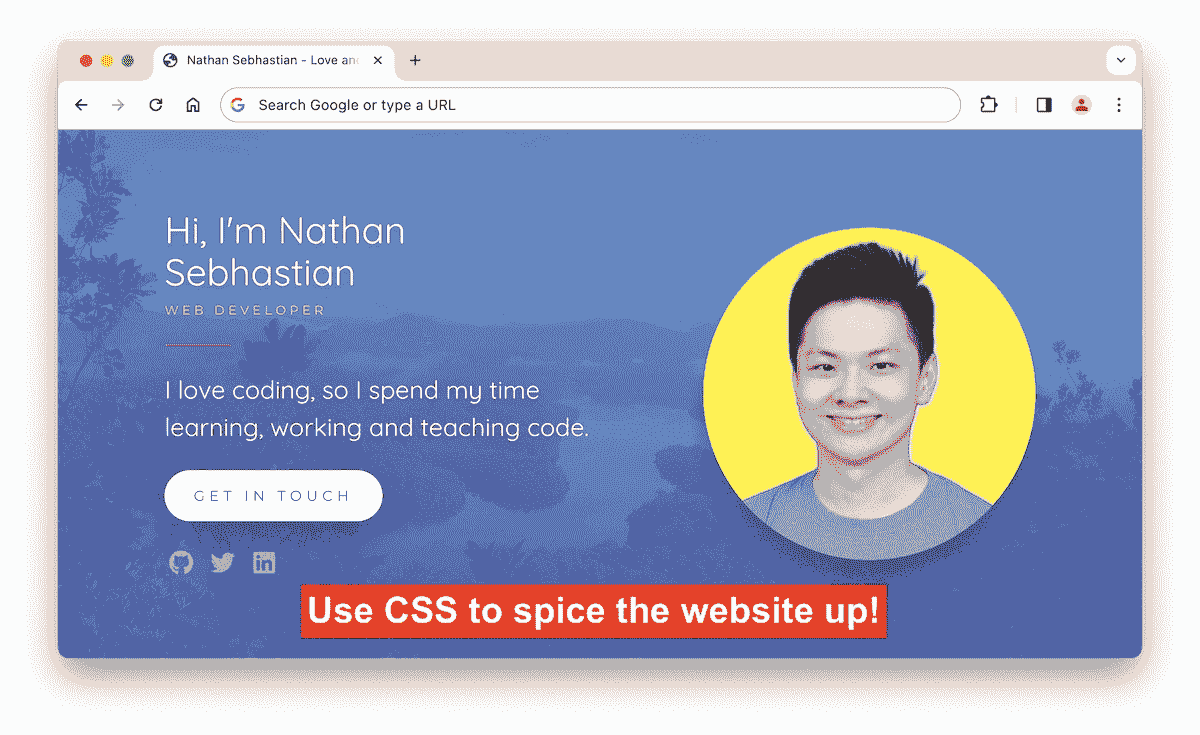 Nathan Sebhastian - Love an
Search Google or type a URL
Hi, I'm Nathan
Sebhastian
WEB DEVELOPER
I love coding, so I spend my time
learning, working and teaching code.
GET IN TOUCH
Use CSS to spice the website up!